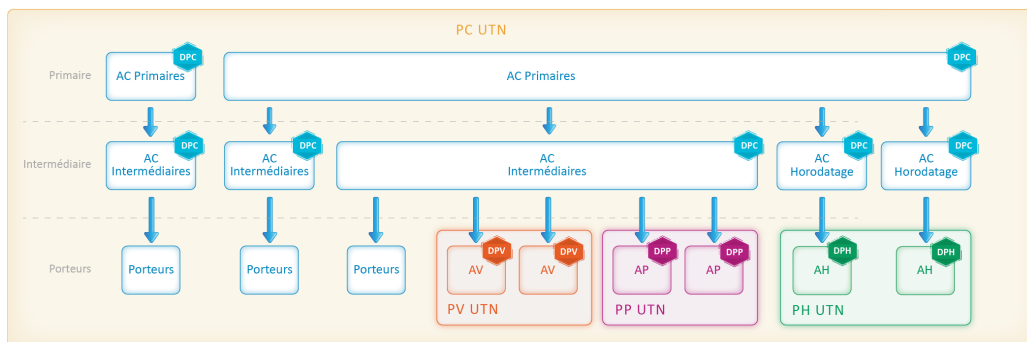 PC UTN
Primaire
AC Primaires
DPC
AC Primaires
DPC
Intermédiaire
AC
Intermédiaires
DPC
AC
Intermédiaires
DPC
AC
Intermédiaires
DPC
AC
Horodatage
DPC
AC
Horodatage
DPC
Porteurs
Porteurs
Porteurs
Porteurs
AV
DPV
AV
DPV
PV UTN
AP
DPP
AP
DPP
PP UTN
AH
DPH
AH
DPH
PH UTN